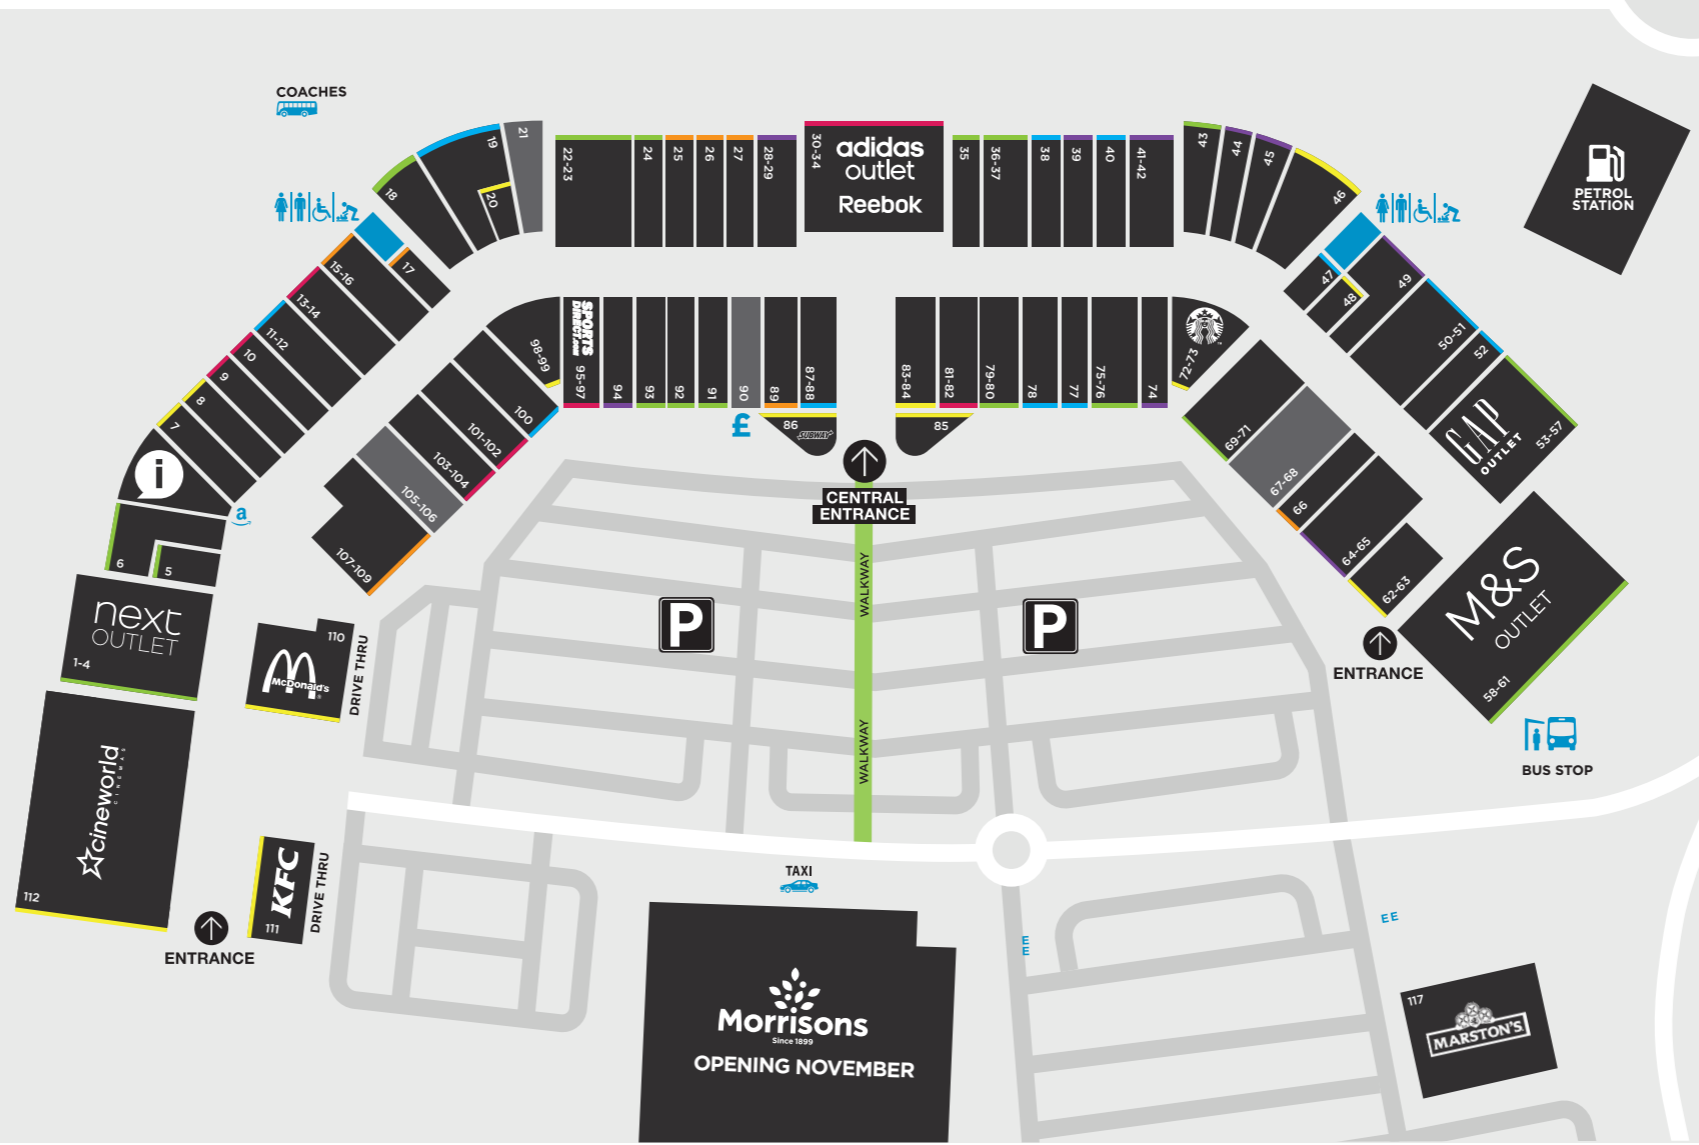 COACHES
PETROL
STATION
18
19
20
21
22-23
24
25
26
27
28-29
30-34
adidas
outlet
Reebok
35
36-37
38
39
40
41-42
43
44
45
46
47
48
49
50-51
52
GAP
OUTLET
53-57
17
15-16
13-14
11-12
10
9
8
7
i
a
6
5
next
OUTLET
1-4
98-99
SPORTS
DIRECT.COM
95-97
94
93
92
91
90
£
89
87-88
86
SUBWAY
83-84
81-82
79-80
78
77
75-76
74
72-73
85
100
101-102
103-104
105-106
107-109
69-71
67-68
66
64-65
62-63
CENTRAL
ENTRANCE
WALKWAY
WALKWAY
P
P
M&S
OUTLET
58-61
ENTRANCE
BUS STOP
110
McDonald's
DRIVE THRU
cineworld
CINEMAS
112
KFC
111
DRIVE THRU
ENTRANCE
TAXI
Morrisons
Since 1899
OPENING NOVEMBER
EE
EE
117
MARSTON'S